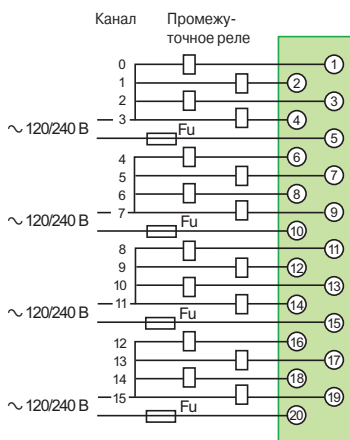 Канал Промежу-
точное реле
0 1
1 2
2 3
3 4
~ 120/240 В Fu 5
4 6
5 7
6 8
7 9
~ 120/240 В Fu 10
8 11
9 12
10 13
11 14
~ 120/240 В Fu 15
12 16
13 17
14 18
15 19
~ 120/240 В Fu 20